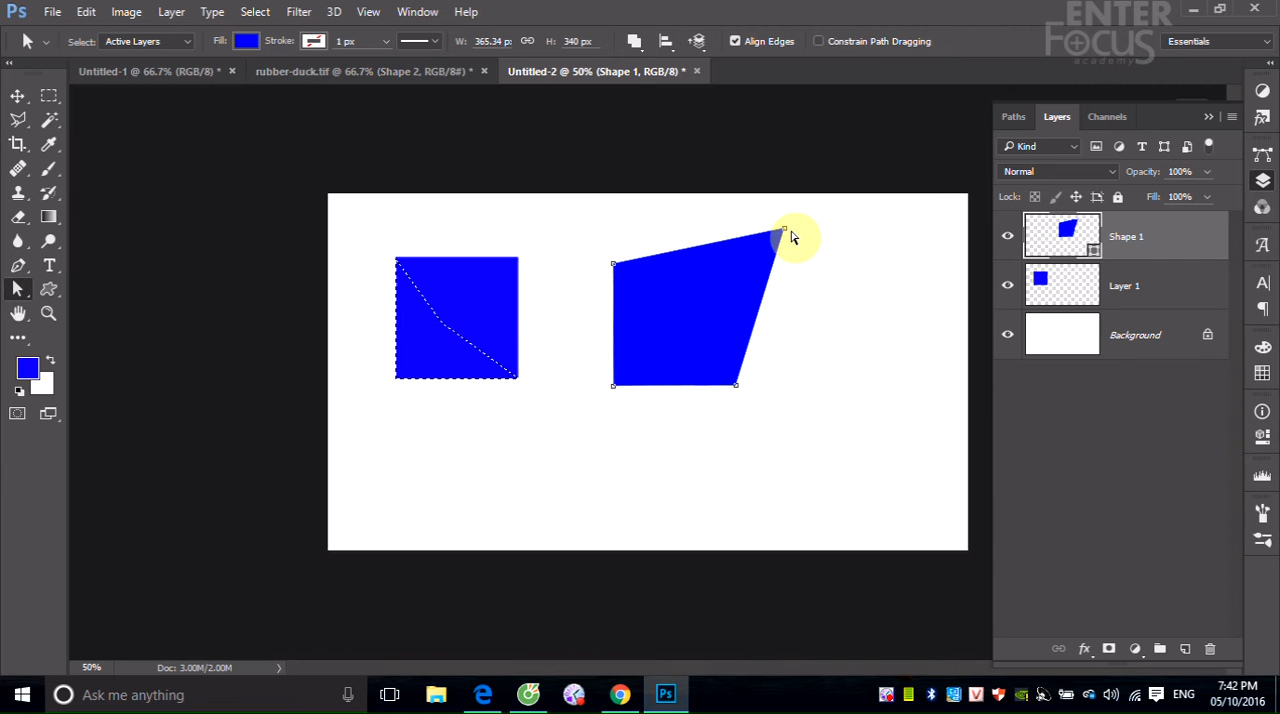 Ps File Edit Image Layer Type Select Filter 3D View Window Help
ENTER FOCUS academy
Select: Active Layers Fill: Stroke: 1 px W: 365.34 p: H: 340 px Align Edges Constrain Path Dragging Essentials
Untitled-1 @ 66.7% (RGB/8) * rubber-duck.tif @ 66.7% (Shape 2, RGB/8#) * Untitled-2 @ 50% (Shape 1, RGB/8) *
Paths Layers Channels
Kind
Normal Opacity: 100%
Lock: Fill: 100%
Shape 1
Layer 1
Background
50% Doc: 3.00M/2.00M
Ask me anything
Ps
ENG
7:42 PM
05/10/2016